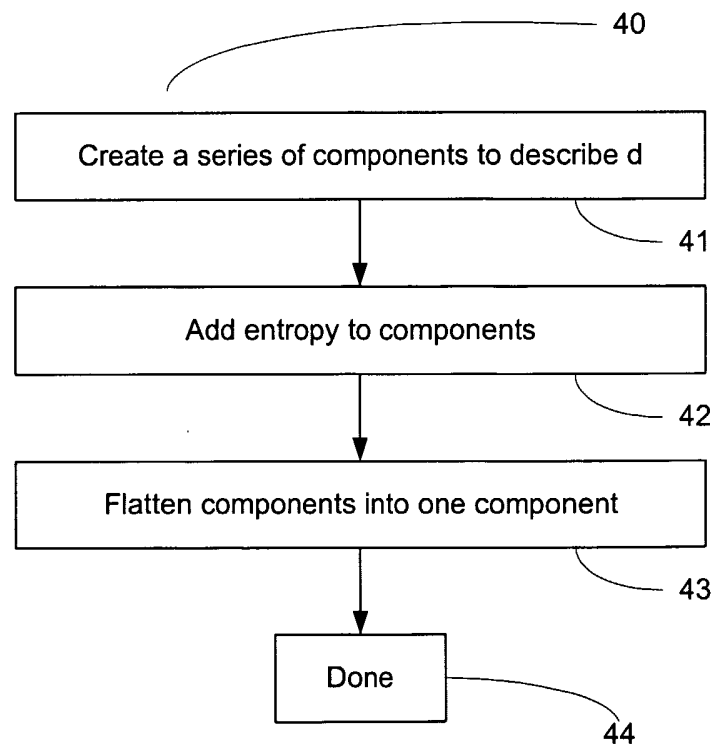 40
Create a series of components to describe d
41
Add entropy to components
42
Flatten components into one component
43
Done
44